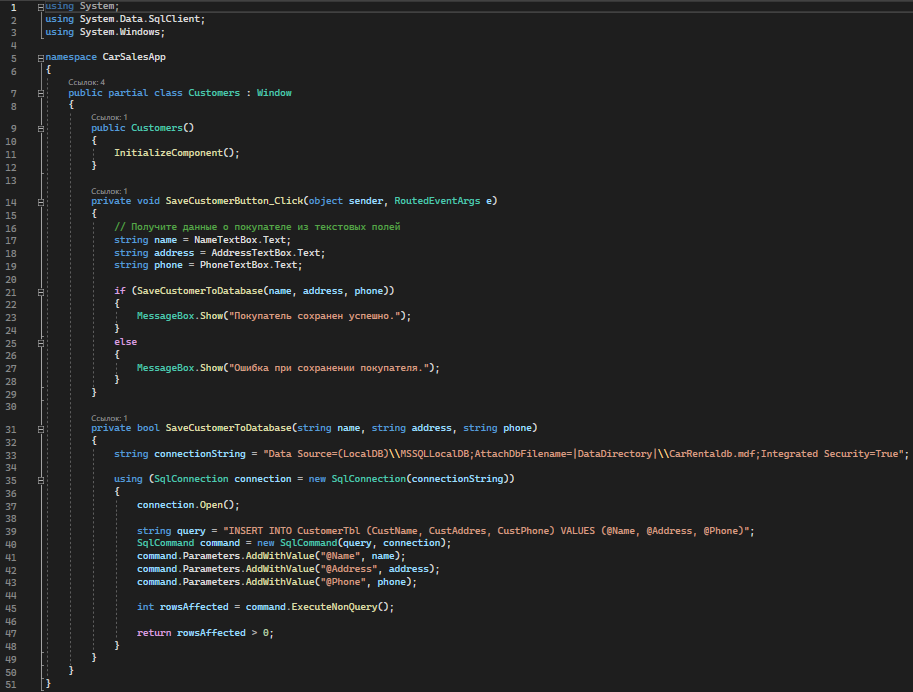 1 using System;
2 using System.Data.SqlClient;
3 using System.Windows;
4
5 namespace CarSalesApp
6 {
Ссылок: 4
7 public partial class Customers : Window
8 {
Ссылок: 1
9 public Customers()
10 {
11 InitializeComponent();
12 }
13
Ссылок: 1
14 private void SaveCustomerButton_Click(object sender, RoutedEventArgs e)
15 {
16 // Получите данные о покупателе из текстовых полей
17 string name = NameTextBox.Text;
18 string address = AddressTextBox.Text;
19 string phone = PhoneTextBox.Text;
20
21 if (SaveCustomerToDatabase(name, address, phone))
22 {
23 MessageBox.Show("Покупатель сохранен успешно.");
24 }
25 else
26 {
27 MessageBox.Show("Ошибка при сохранении покупателя.");
28 }
29 }
30
Ссылок: 1
31 private bool SaveCustomerToDatabase(string name, string address, string phone)
32 {
33 string connectionString = "Data Source=(LocalDB)\\MSSQLLocalDB;AttachDbFilename=|DataDirectory|\\CarRentaldb.mdf;Integrated Security=True";
34
35 using (SqlConnection connection = new SqlConnection(connectionString))
36 {
37 connection.Open();
38
39 string query = "INSERT INTO CustomerTbl (CustName, CustAddres, CustPhone) VALUES (@Name, @Address, @Phone)";
40 SqlCommand command = new SqlCommand(query, connection);
41 command.Parameters.AddWithValue("@Name", name);
42 command.Parameters.AddWithValue("@Address", address);
43 command.Parameters.AddWithValue("@Phone", phone);
44
45 int rowsAffected = command.ExecuteNonQuery();
46
47 return rowsAffected > 0;
48 }
49 }
50 }
51 }